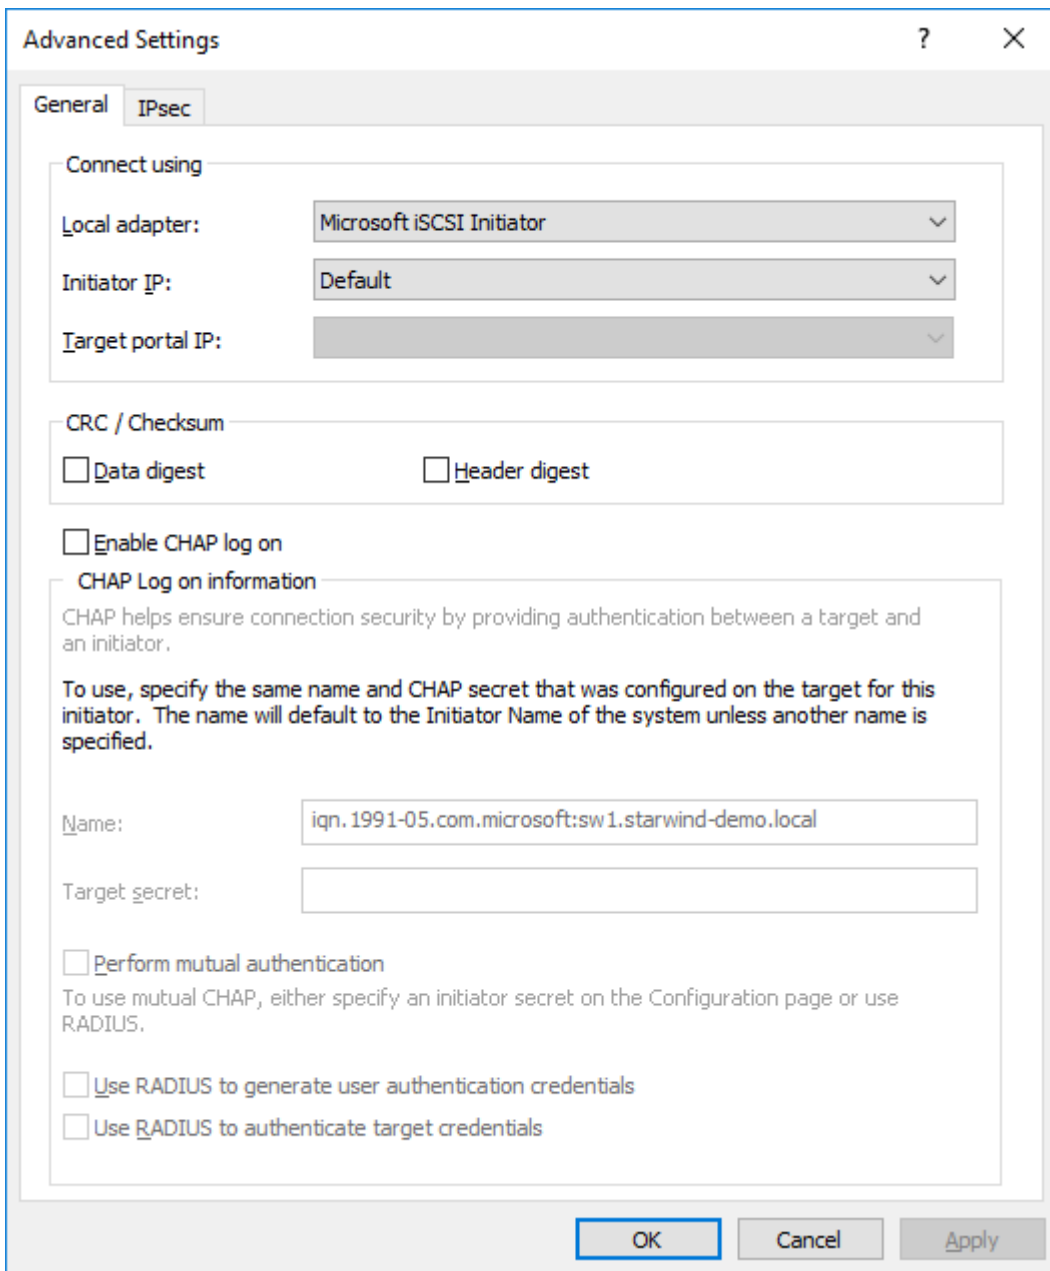 Advanced Settings
?
General
IPsec
Connect using
Local adapter:
Microsoft iSCSI Initiator
Initiator IP:
Default
Target portal IP:
CRC / Checksum
Data digest
Header digest
Enable CHAP log on
CHAP Log on information
CHAP helps ensure connection security by providing authentication between a target and
an initiator.
To use, specify the same name and CHAP secret that was configured on the target for this
initiator.  The name will default to the Initiator Name of the system unless another name is
specified.
Name:
iqn.1991-05.com.microsoft:sw1.starwind-demo.local
Target secret:
Perform mutual authentication
To use mutual CHAP, either specify an initiator secret on the Configuration page or use
RADIUS.
Use RADIUS to generate user authentication credentials
Use RADIUS to authenticate target credentials
OK
Cancel
Apply